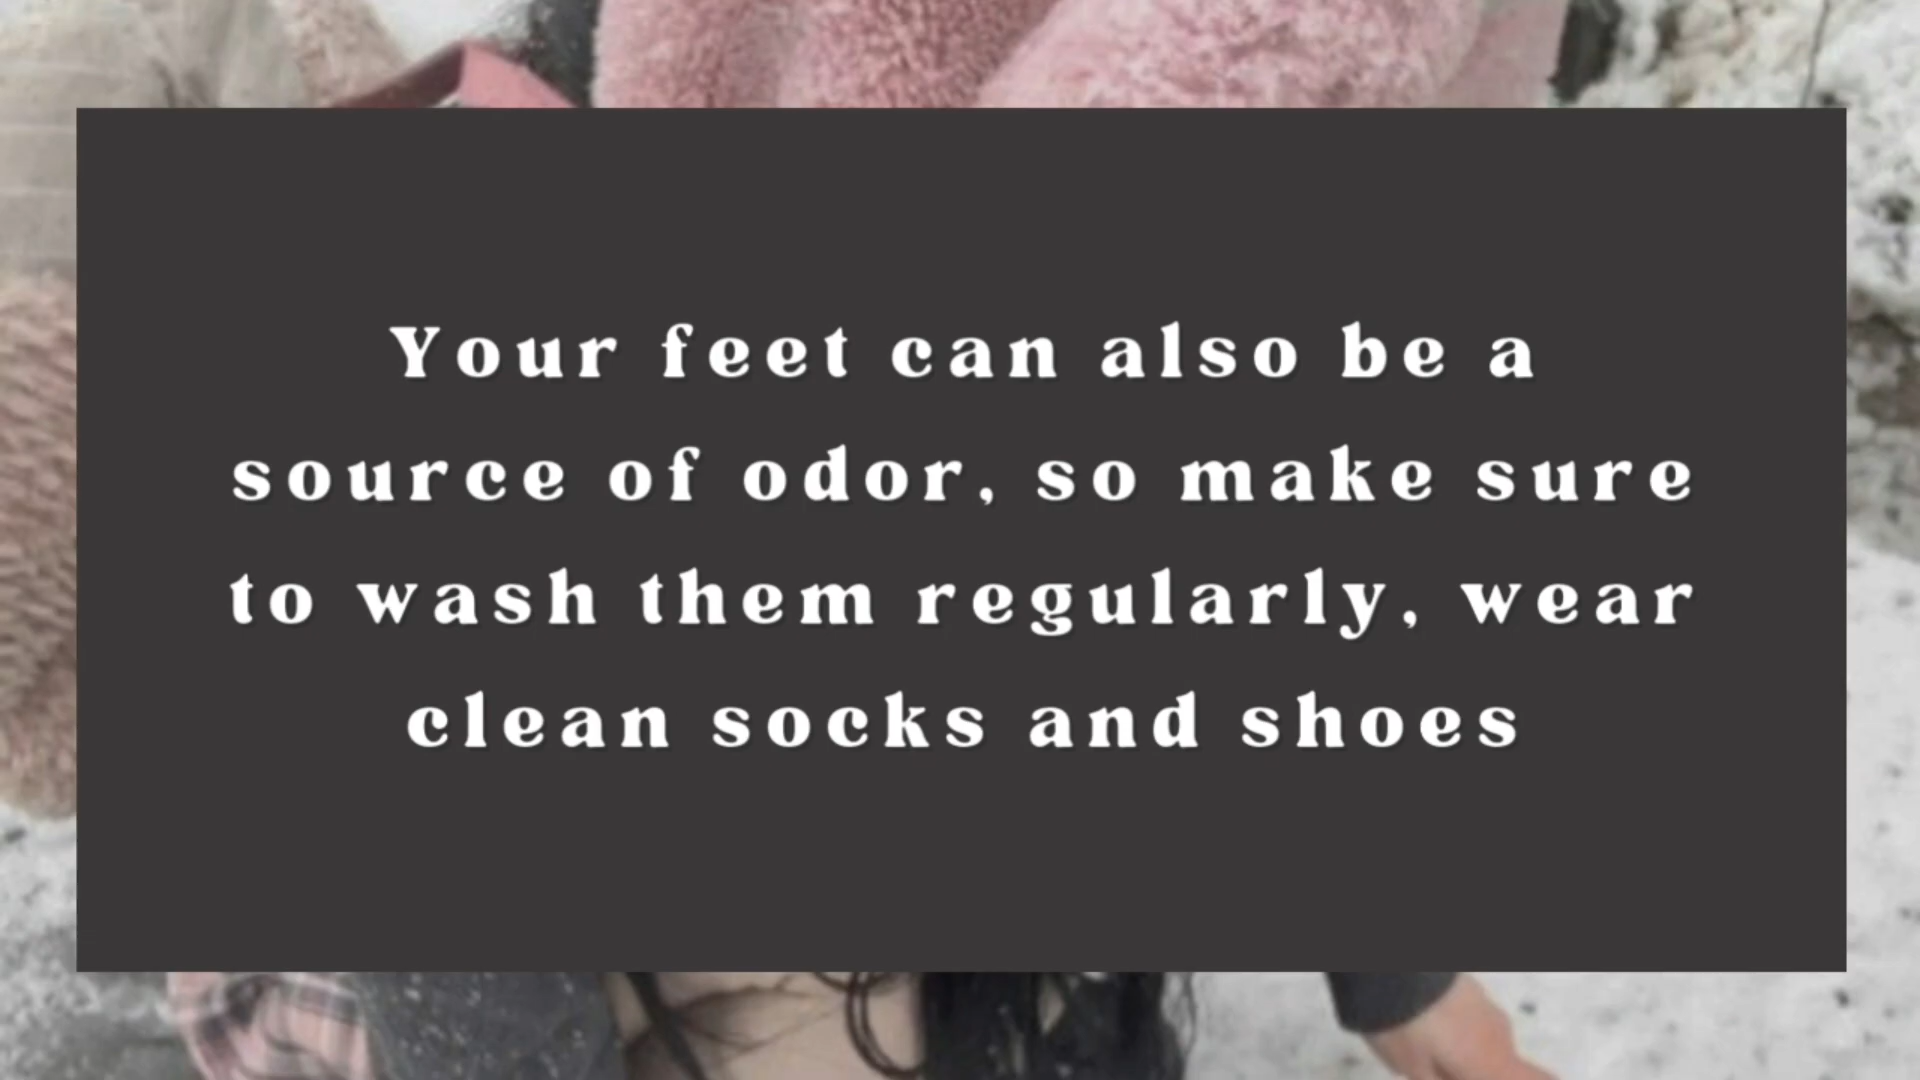 Your feet can also be a
source of odor, so make sure
to wash them regularly, wear
clean socks and shoes